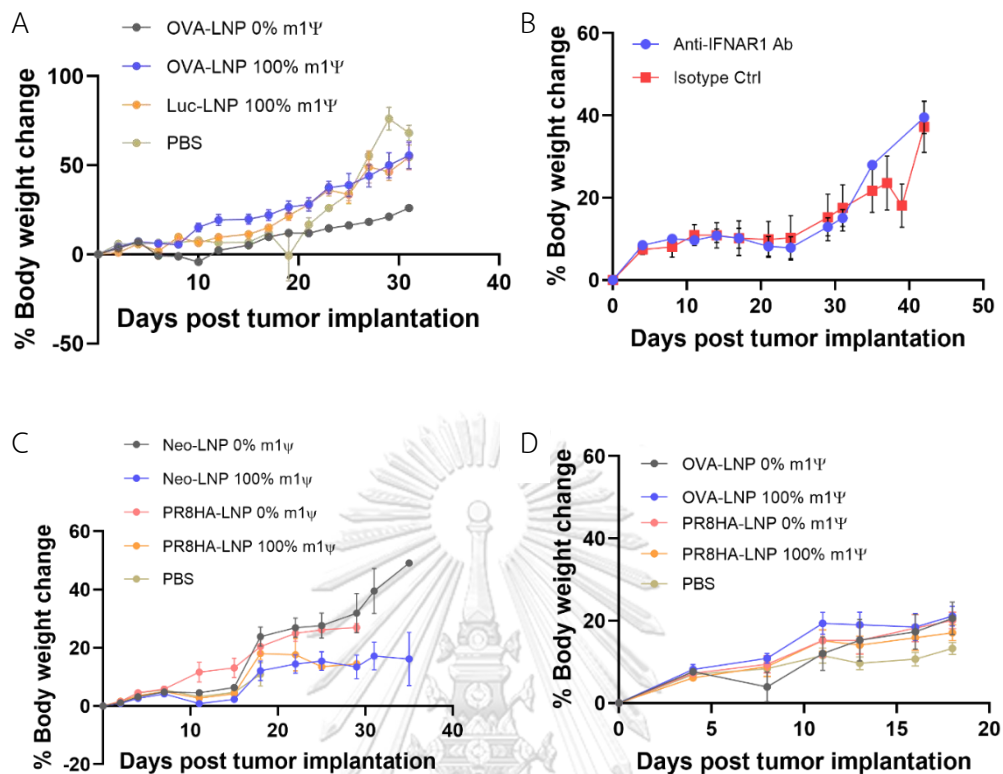 A
OVA-LNP 0% m1Ψ
OVA-LNP 100% m1Ψ
Luc-LNP 100% m1Ψ
PBS
% Body weight change
100
50
0
-50
10
20
30
40
Days post tumor implantation
B
Anti-IFNAR1 Ab
Isotype Ctrl
% Body weight change
60
40
20
0
0
10
20
30
40
50
Days post tumor implantation
C
Neo-LNP 0% m1ψ
Neo-LNP 100% m1ψ
PR8HA-LNP 0% m1ψ
PR8HA-LNP 100% m1ψ
PBS
% Body weight change
60
40
20
0
-20
10
20
30
40
Days post tumor implantation
D
OVA-LNP 0% m1Ψ
OVA-LNP 100% m1Ψ
PR8HA-LNP 0% m1Ψ
PR8HA-LNP 100% m1Ψ
PBS
% Body weight change
60
40
20
0
0
5
10
15
20
Days post tumor implantation